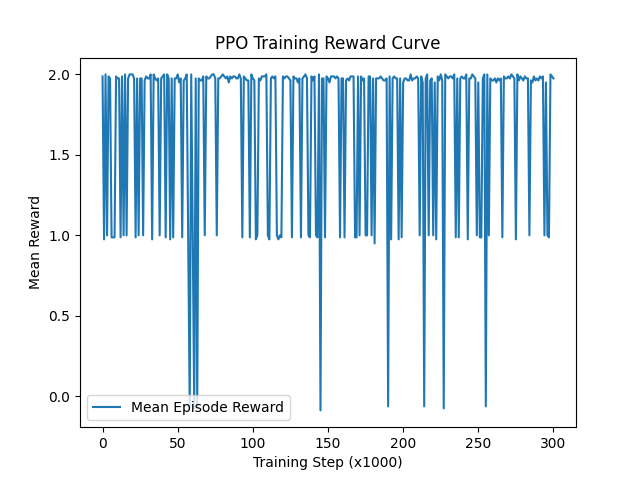 PPO Training Reward Curve
Mean Reward
2.0
1.5
1.0
0.5
0.0
Mean Episode Reward
0 50 100 150 200 250 300
Training Step (x1000)